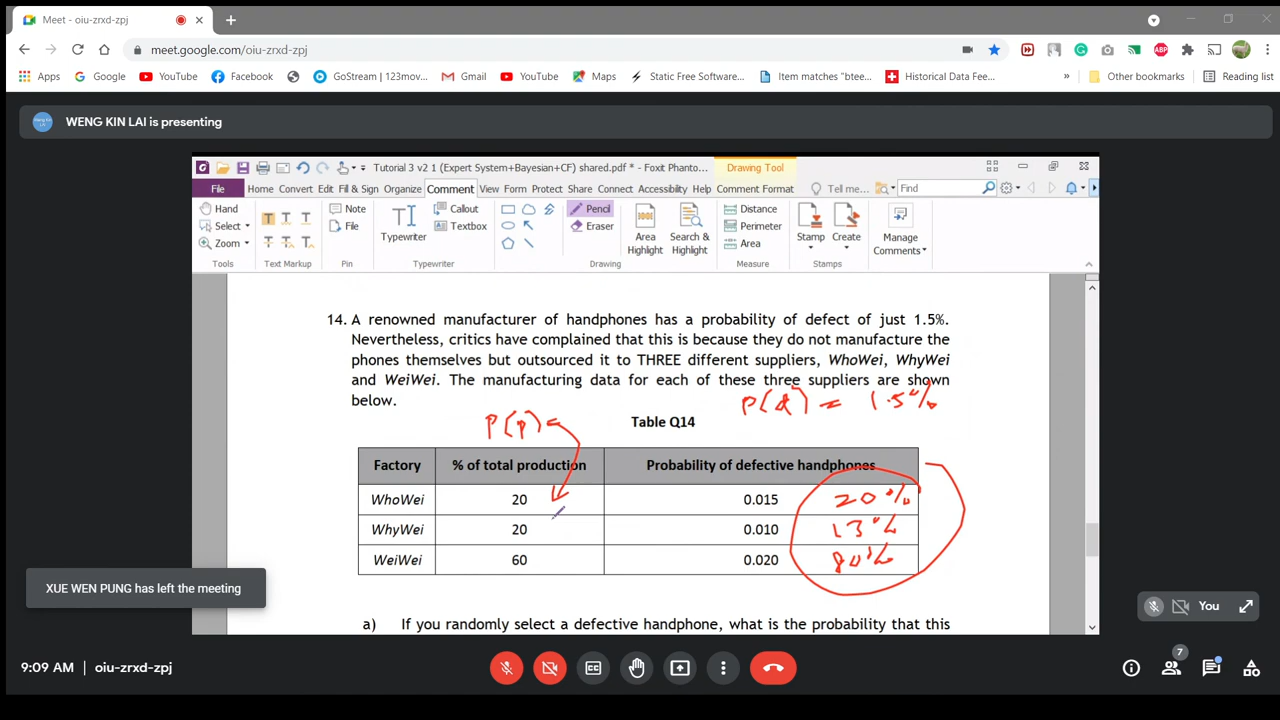 Meet - oiu-zrxd-zpj
meet.google.com/oiu-zrxd-zpj
ABP
Apps Google YouTube Facebook GoStream | 123mov... Gmail YouTube Maps Static Free Software... Item matches "btee... Historical Data Fee... » Other bookmarks Reading list
WENG KIN LAI is presenting
Tutorial 3 v2 1 (Expert System+Bayesian+CF) shared.pdf * - Foxit Phanto... Drawing Tool
File Home Convert Edit Fill & Sign Organize Comment View Form Protect Share Connect Accessibility Help Comment Format Tell me... Find
Hand
Select
Zoom
Tools
Text Markup
Note
File
Pin
Typewriter
Callout
Textbox
Typewriter
Pencil
Eraser
Area Highlight
Search & Highlight
Drawing
Distance
Perimeter
Area
Measure
Stamp
Create
Stamps
Manage Comments
14. A renowned manufacturer of handphones has a probability of defect of just 1.5%.
Nevertheless, critics have complained that this is because they do not manufacture the
phones themselves but outsourced it to THREE different suppliers, WhoWei, WhyWei
and WeiWei. The manufacturing data for each of these three suppliers are shown
below.
P(d) = 1.5%
Table Q14
P(p)
Factory % of total production Probability of defective handphones
WhoWei 20 0.015 20%
WhyWei 20 0.010 13%
WeiWei 60 0.020 80%
a) If you randomly select a defective handphone, what is the probability that this
XUE WEN PUNG has left the meeting
You
9:09 AM oiu-zrxd-zpj
7